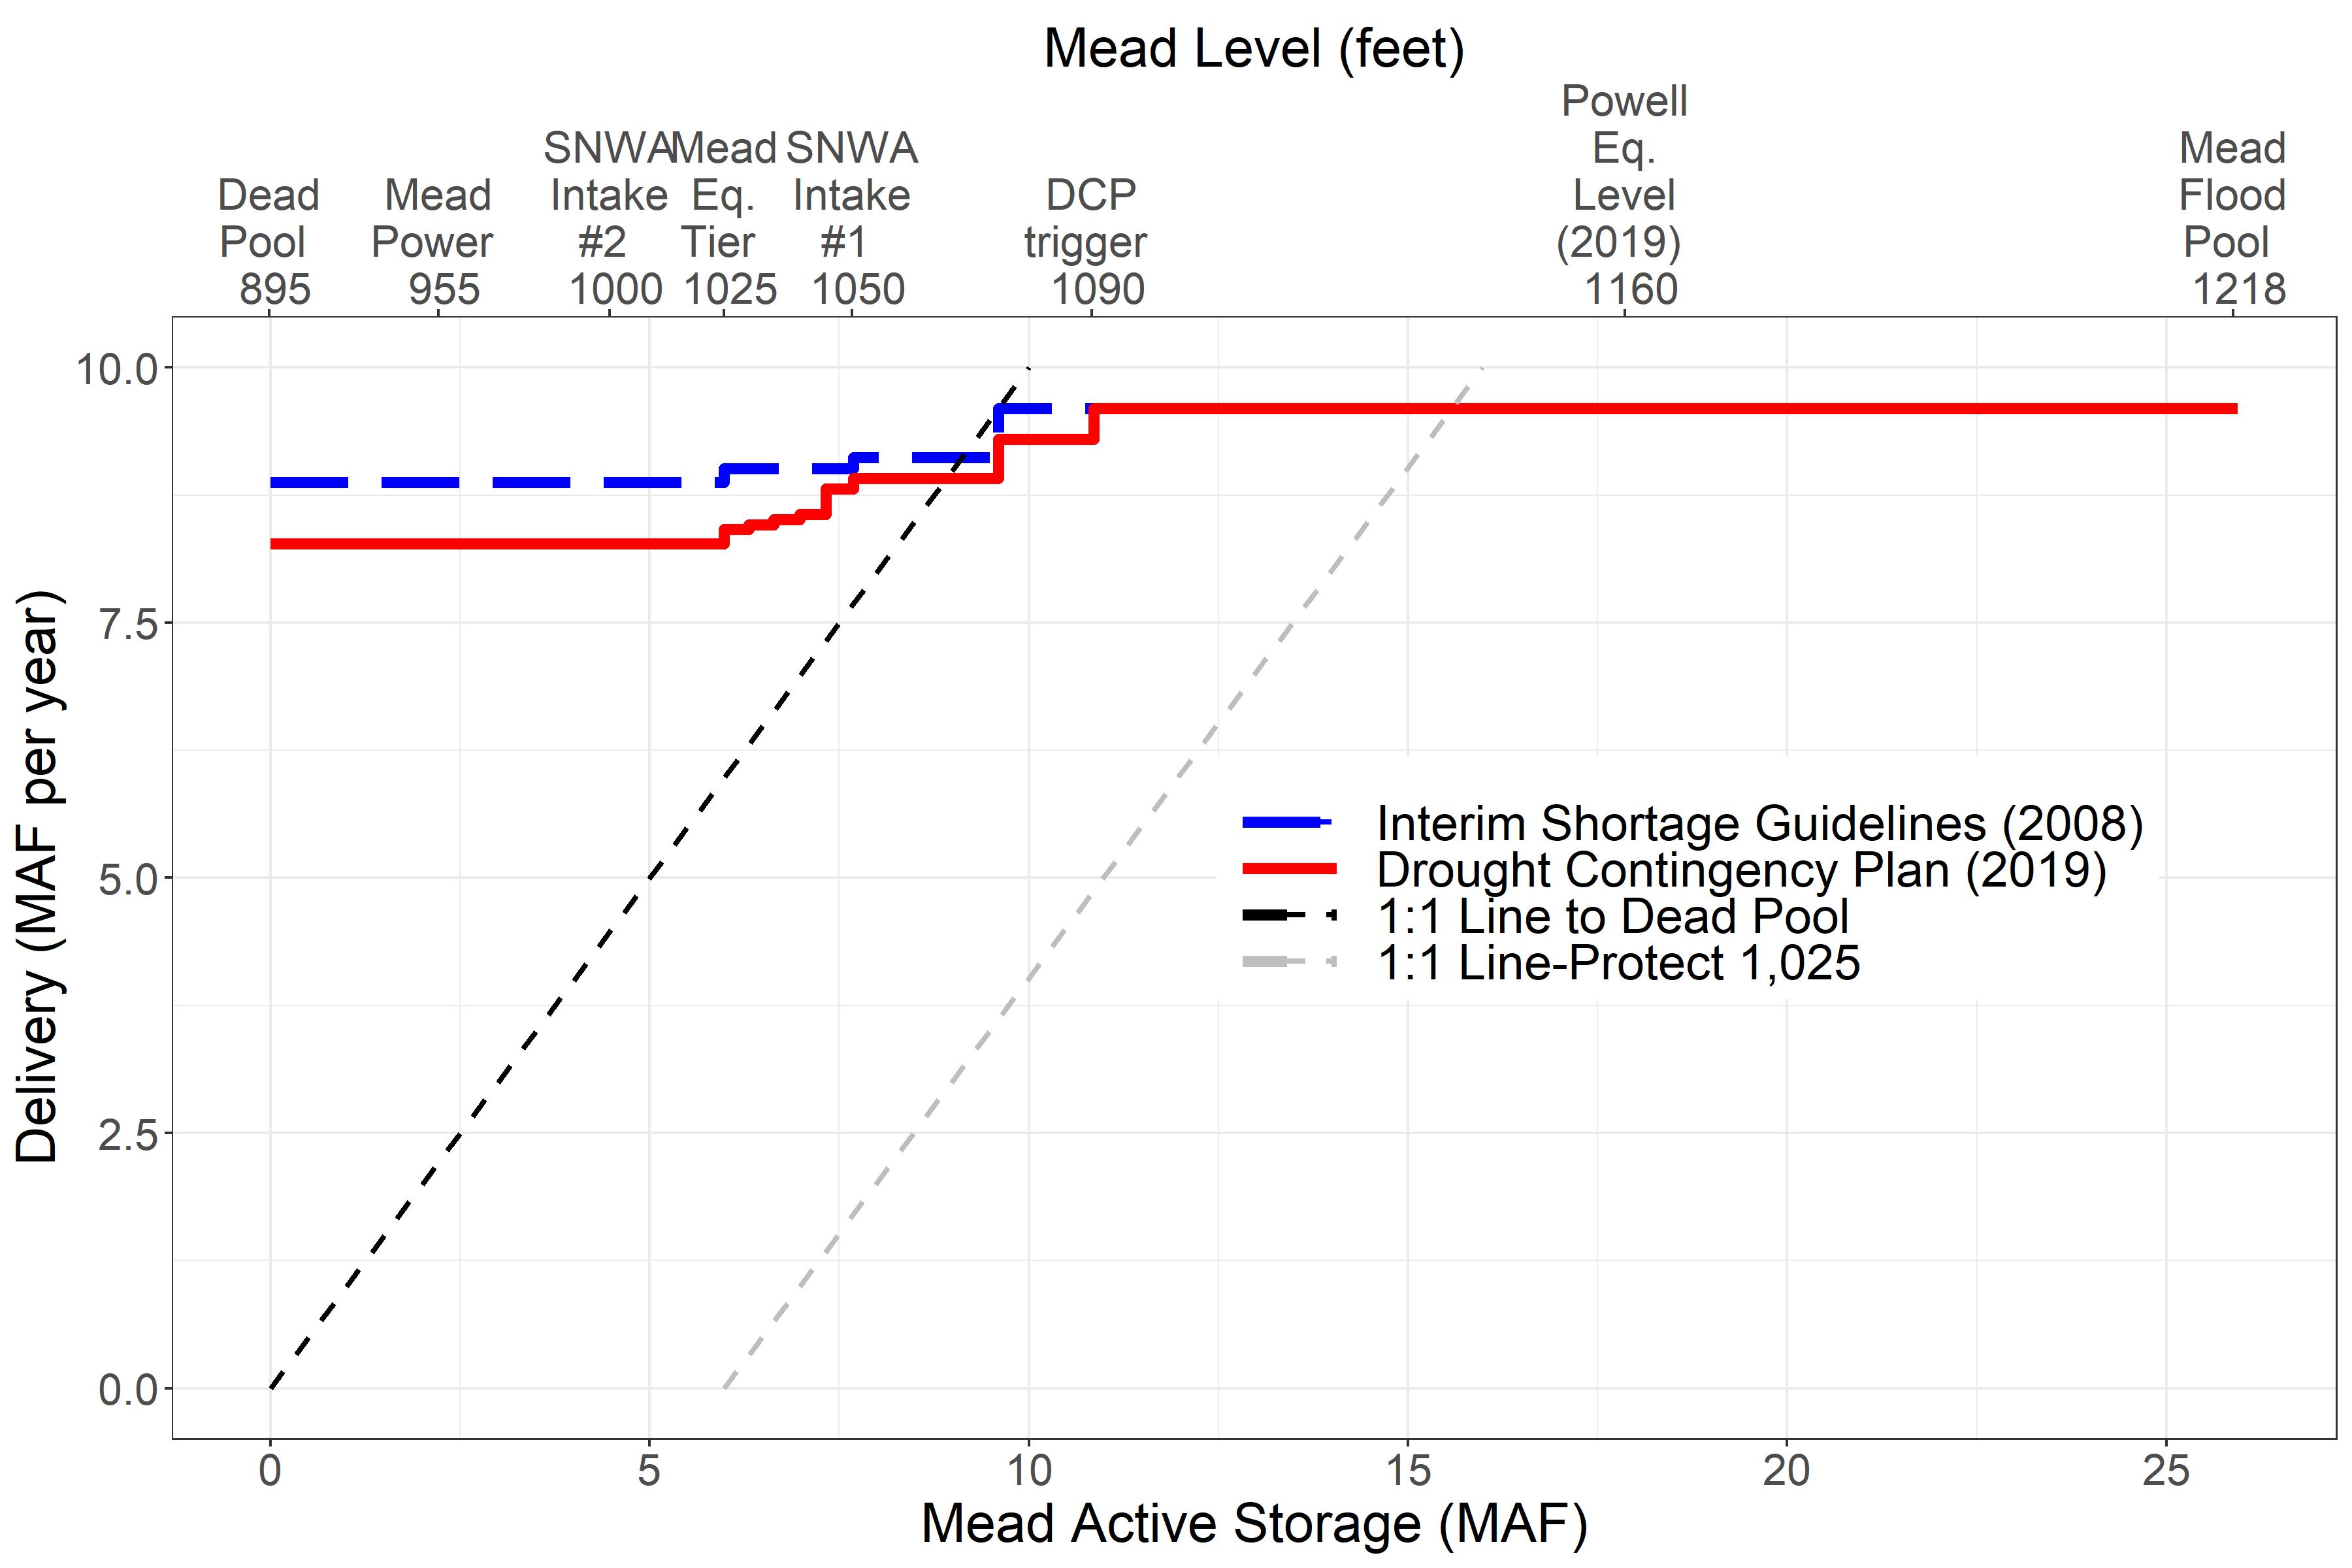 Mead Level (feet)
Dead
Pool
895
Mead
Power
955
SNWA
Intake
#2
1000
Mead
Eq.
Tier
1025
SNWA
Intake
#1
1050
DCP
trigger
1090
Powell
Eq.
Level
(2019)
1160
Mead
Flood
Pool
1218
Delivery (MAF per year)
10.0
7.5
5.0
2.5
0.0
Interim Shortage Guidelines (2008)
Drought Contingency Plan (2019)
1:1 Line to Dead Pool
1:1 Line-Protect 1,025
0 5 10 15 20 25
Mead Active Storage (MAF)